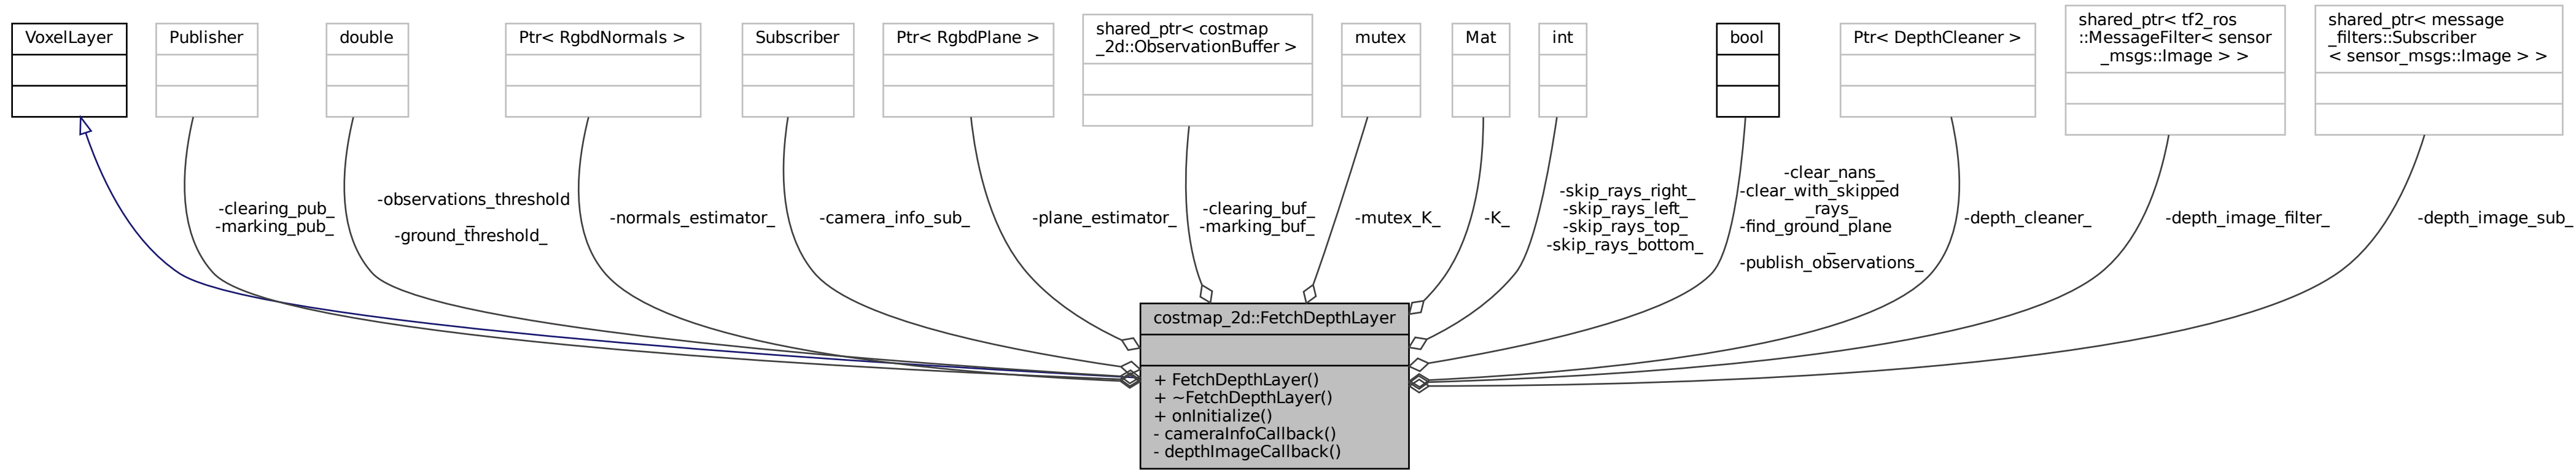 VoxelLayer
Publisher
double
Ptr< RgbdNormals >
Subscriber
Ptr< RgbdPlane >
shared_ptr< costmap
_2d::ObservationBuffer >
mutex
Mat
int
bool
Ptr< DepthCleaner >
shared_ptr< tf2_ros
::MessageFilter< sensor
_msgs::Image > >
shared_ptr< message
_filters::Subscriber
< sensor_msgs::Image > >
-clearing_pub_
-marking_pub_
-observations_threshold
_
-ground_threshold_
-normals_estimator_
-camera_info_sub_
-plane_estimator_
-clearing_buf_
-marking_buf_
-mutex_K_
-K_
-skip_rays_right_
-skip_rays_left_
-skip_rays_top_
-skip_rays_bottom_
-clear_nans_
-clear_with_skipped
_rays_
-find_ground_plane
_
-publish_observations_
-depth_cleaner_
-depth_image_filter_
-depth_image_sub_
costmap_2d::FetchDepthLayer
+ FetchDepthLayer()
+ ~FetchDepthLayer()
+ onInitialize()
- cameraInfoCallback()
- depthImageCallback()